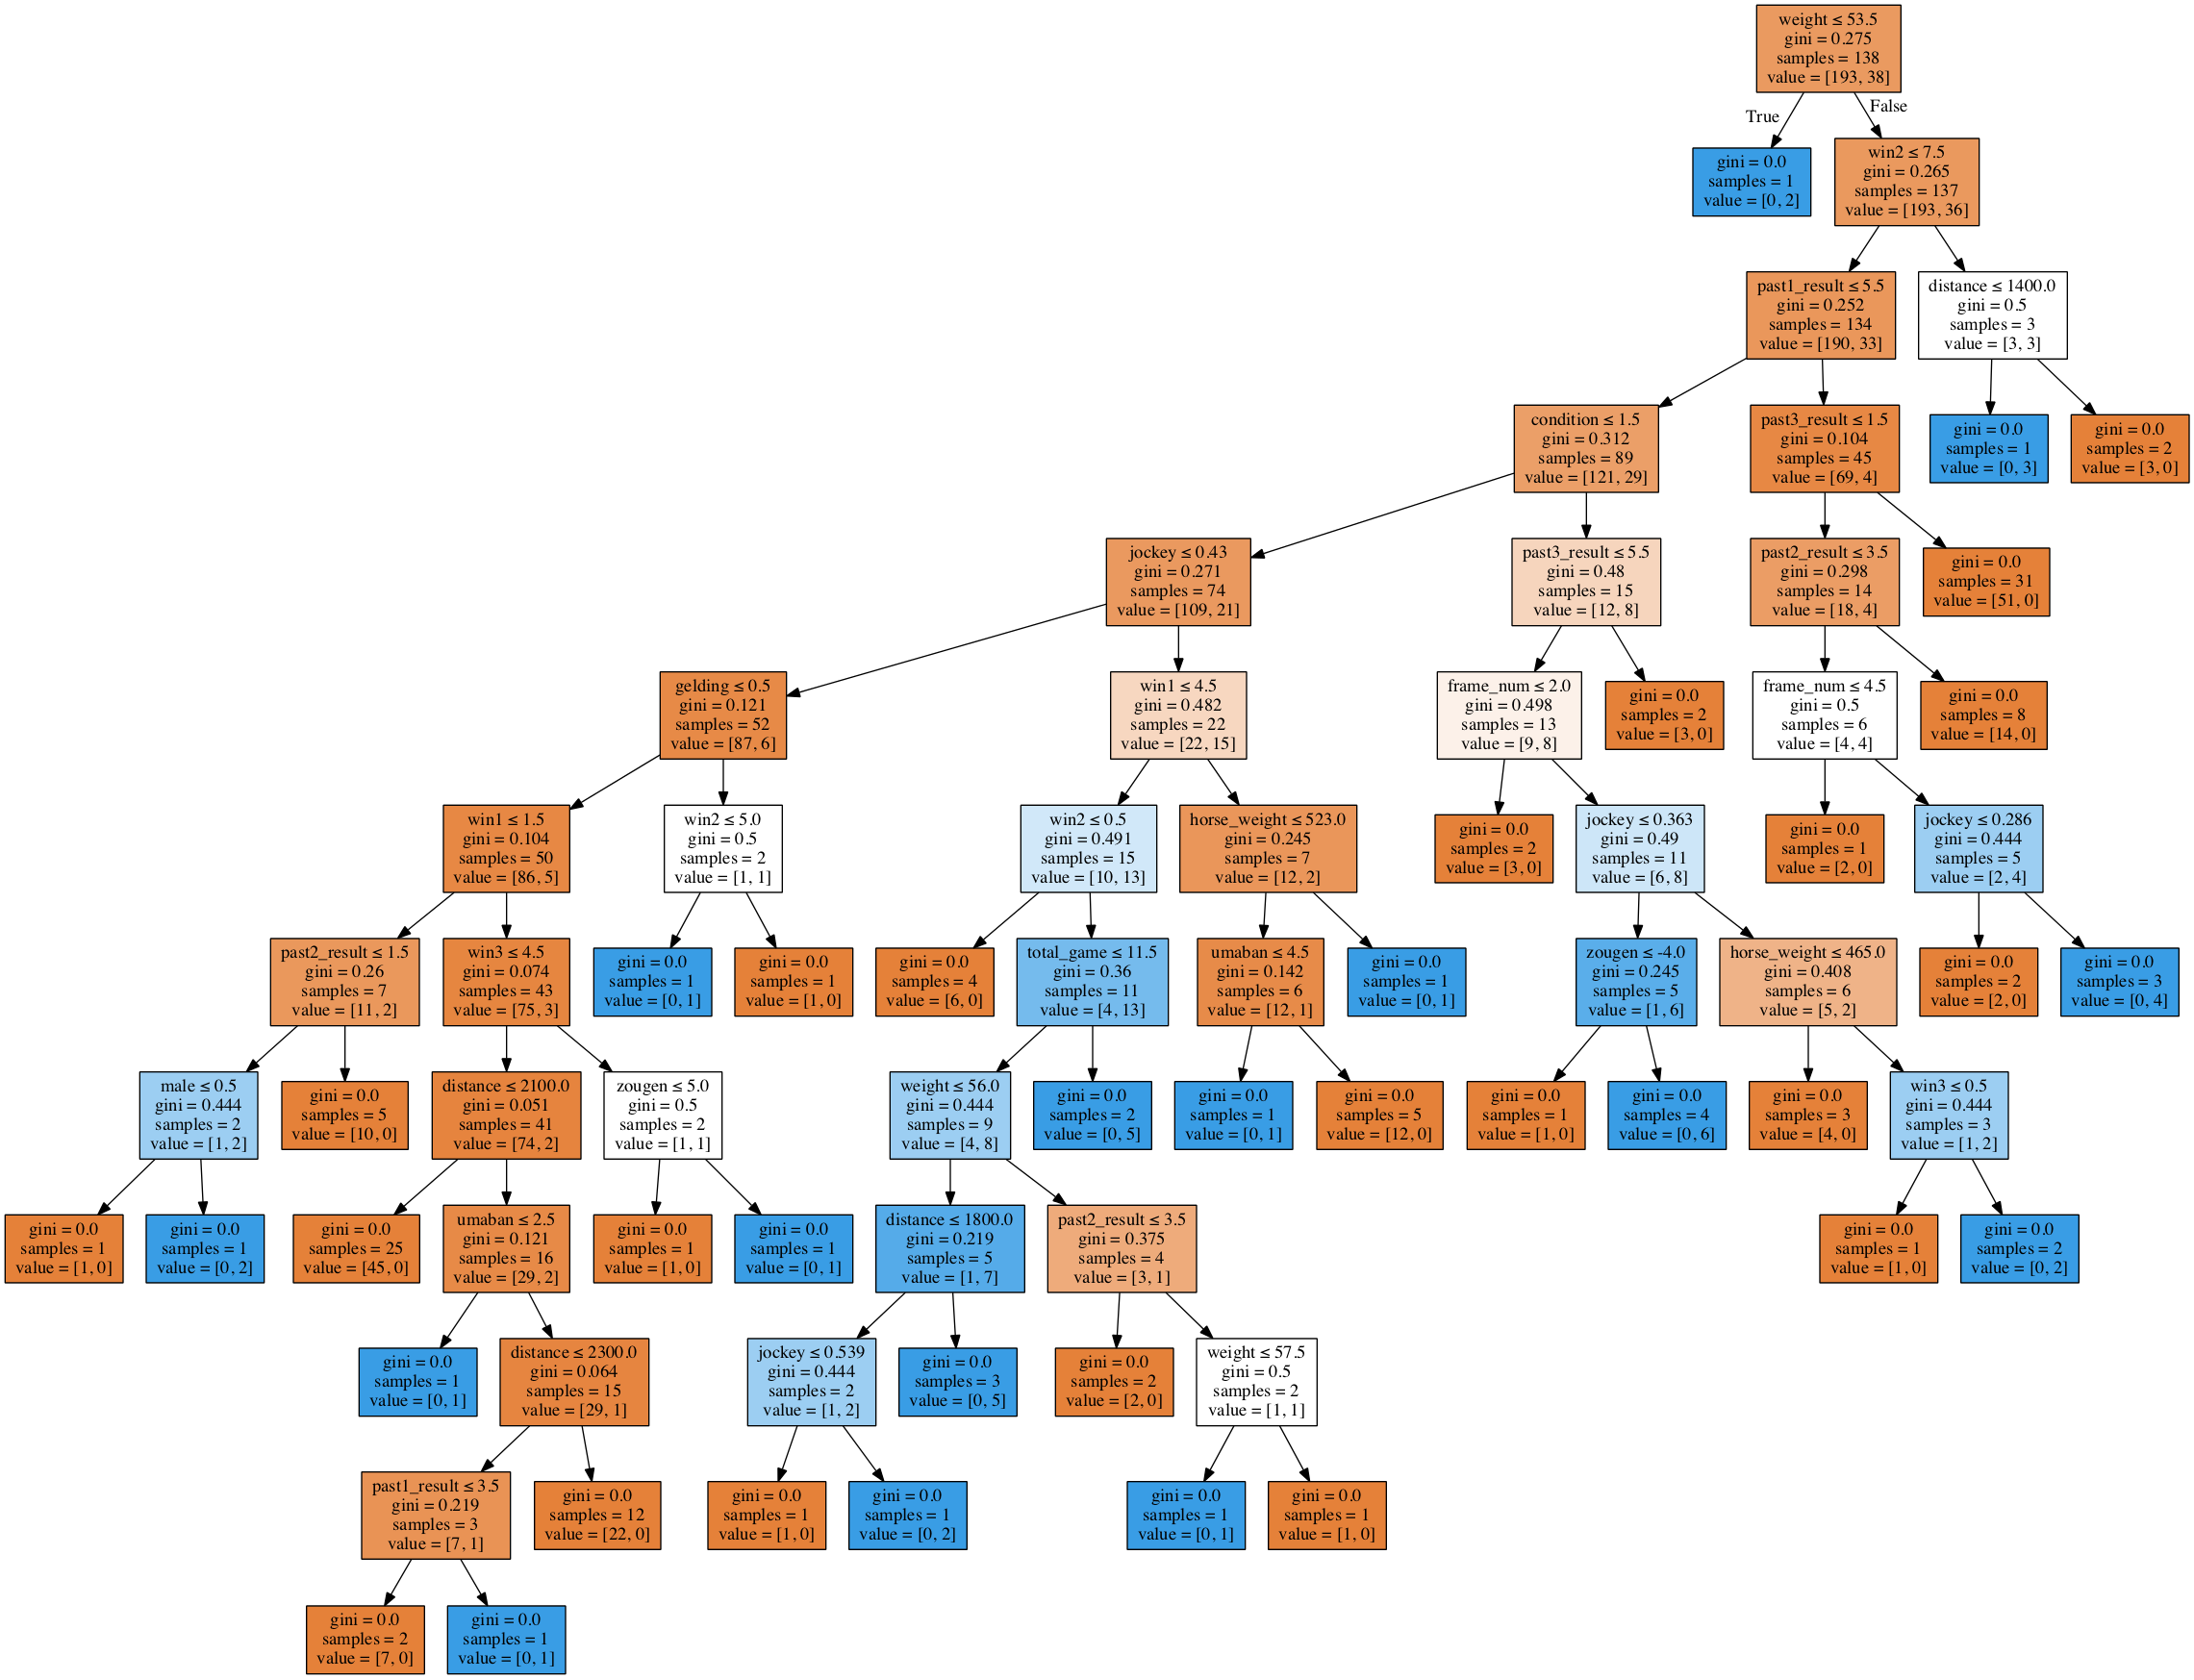 weight ≤ 53.5
gini = 0.275
samples = 138
value = [193, 38]
True
False
gini = 0.0
samples = 1
value = [0, 2]
win2 ≤ 7.5
gini = 0.265
samples = 137
value = [193, 36]
past1_result ≤ 5.5
gini = 0.252
samples = 134
value = [190, 33]
distance ≤ 1400.0
gini = 0.5
samples = 3
value = [3, 3]
condition ≤ 1.5
gini = 0.312
samples = 89
value = [121, 29]
past3_result ≤ 1.5
gini = 0.104
samples = 45
value = [69, 4]
gini = 0.0
samples = 1
value = [0, 3]
gini = 0.0
samples = 2
value = [3, 0]
jockey ≤ 0.43
gini = 0.271
samples = 74
value = [109, 21]
past3_result ≤ 5.5
gini = 0.48
samples = 15
value = [12, 8]
past2_result ≤ 3.5
gini = 0.298
samples = 14
value = [18, 4]
gini = 0.0
samples = 31
value = [51, 0]
gelding ≤ 0.5
gini = 0.121
samples = 52
value = [87, 6]
win1 ≤ 4.5
gini = 0.482
samples = 22
value = [22, 15]
frame_num ≤ 2.0
gini = 0.498
samples = 13
value = [9, 8]
gini = 0.0
samples = 2
value = [3, 0]
frame_num ≤ 4.5
gini = 0.5
samples = 6
value = [4, 4]
gini = 0.0
samples = 8
value = [14, 0]
win1 ≤ 1.5
gini = 0.104
samples = 50
value = [86, 5]
win2 ≤ 5.0
gini = 0.5
samples = 2
value = [1, 1]
win2 ≤ 0.5
gini = 0.491
samples = 15
value = [10, 13]
horse_weight ≤ 523.0
gini = 0.245
samples = 7
value = [12, 2]
gini = 0.0
samples = 2
value = [3, 0]
jockey ≤ 0.363
gini = 0.49
samples = 11
value = [6, 8]
gini = 0.0
samples = 1
value = [2, 0]
jockey ≤ 0.286
gini = 0.444
samples = 5
value = [2, 4]
past2_result ≤ 1.5
gini = 0.26
samples = 7
value = [11, 2]
win3 ≤ 4.5
gini = 0.074
samples = 43
value = [75, 3]
gini = 0.0
samples = 1
value = [0, 1]
gini = 0.0
samples = 1
value = [1, 0]
gini = 0.0
samples = 4
value = [6, 0]
total_game ≤ 11.5
gini = 0.36
samples = 11
value = [4, 13]
umaban ≤ 4.5
gini = 0.142
samples = 6
value = [12, 1]
gini = 0.0
samples = 1
value = [0, 1]
zougen ≤ -4.0
gini = 0.245
samples = 5
value = [1, 6]
horse_weight ≤ 465.0
gini = 0.408
samples = 6
value = [5, 2]
gini = 0.0
samples = 2
value = [2, 0]
gini = 0.0
samples = 3
value = [0, 4]
male ≤ 0.5
gini = 0.444
samples = 2
value = [1, 2]
gini = 0.0
samples = 5
value = [10, 0]
distance ≤ 2100.0
gini = 0.051
samples = 41
value = [74, 2]
zougen ≤ 5.0
gini = 0.5
samples = 2
value = [1, 1]
weight ≤ 56.0
gini = 0.444
samples = 9
value = [4, 8]
gini = 0.0
samples = 2
value = [0, 5]
gini = 0.0
samples = 1
value = [0, 1]
gini = 0.0
samples = 5
value = [12, 0]
gini = 0.0
samples = 1
value = [1, 0]
gini = 0.0
samples = 4
value = [0, 6]
gini = 0.0
samples = 3
value = [4, 0]
win3 ≤ 0.5
gini = 0.444
samples = 3
value = [1, 2]
gini = 0.0
samples = 1
value = [1, 0]
gini = 0.0
samples = 1
value = [0, 2]
gini = 0.0
samples = 25
value = [45, 0]
umaban ≤ 2.5
gini = 0.121
samples = 16
value = [29, 2]
gini = 0.0
samples = 1
value = [1, 0]
gini = 0.0
samples = 1
value = [0, 1]
distance ≤ 1800.0
gini = 0.219
samples = 5
value = [1, 7]
past2_result ≤ 3.5
gini = 0.375
samples = 4
value = [3, 1]
gini = 0.0
samples = 1
value = [1, 0]
gini = 0.0
samples = 2
value = [0, 2]
gini = 0.0
samples = 1
value = [0, 1]
distance ≤ 2300.0
gini = 0.064
samples = 15
value = [29, 1]
jockey ≤ 0.539
gini = 0.444
samples = 2
value = [1, 2]
gini = 0.0
samples = 3
value = [0, 5]
gini = 0.0
samples = 2
value = [2, 0]
weight ≤ 57.5
gini = 0.5
samples = 2
value = [1, 1]
past1_result ≤ 3.5
gini = 0.219
samples = 3
value = [7, 1]
gini = 0.0
samples = 12
value = [22, 0]
gini = 0.0
samples = 1
value = [1, 0]
gini = 0.0
samples = 1
value = [0, 2]
gini = 0.0
samples = 1
value = [0, 1]
gini = 0.0
samples = 1
value = [1, 0]
gini = 0.0
samples = 2
value = [7, 0]
gini = 0.0
samples = 1
value = [0, 1]